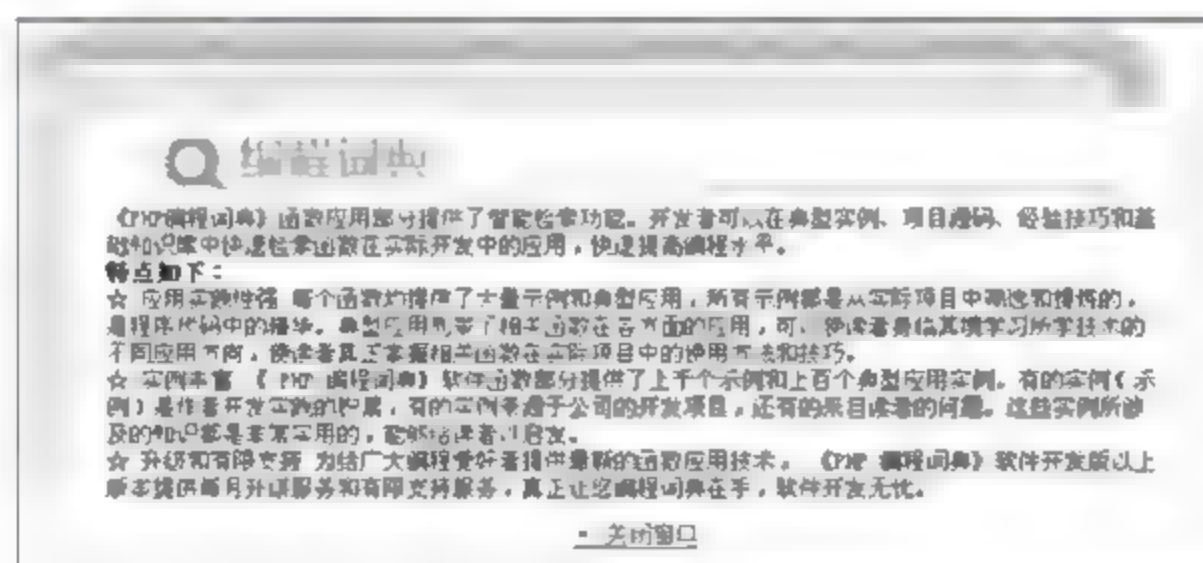 编程词典
《PHP编程词典》函数应用部分提供了智能检索功能。开发者可以在典型实例、项目源码、经验技巧和基
础知识库中快速检索函数在实际开发中的应用，快速提高编程水平。
特点如下：
☆ 应用实践性强 每个函数均提供了大量示例和典型应用，所有示例都是从实际项目中筛选和提炼的，
是程序代码中的精华。典型应用列举了相关函数在各方面的应用，可 使读者身临其境学习所学技术的
不同应用方向，使读者真正掌握相关函数在实际项目中的使用方法和技巧。
☆ 实例丰富 《PHP 编程词典》软件函数部分提供了上千个示例和上百个典型应用实例。有的实例（示
例）是作者开发实践的积累，有的实例来源于公司的开发项目，还有的来自读者的问题。这些实例所涉
及的知识都是非常实用的，能够给读者以启发。
☆ 升级和有限支持 为给广大编程爱好者提供最新的函数应用技术。《PHP 编程词典》软件开发版以上
版本提供每月升级服务和有限支持服务，真正让您编程词典在手，软件开发无忧。
- 关闭窗口